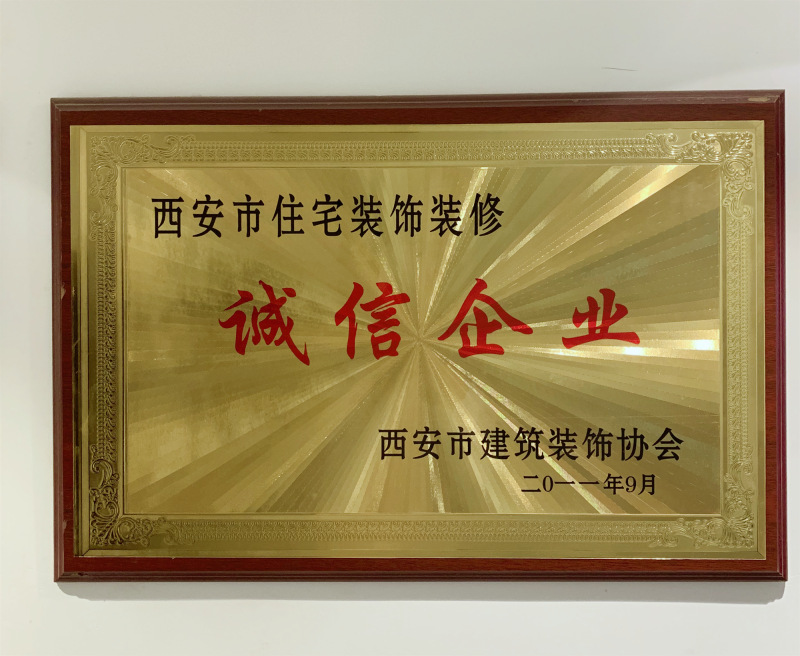 西安市住宅装饰装修
诚信企业
西安市建筑装饰协会
二0一一年9月